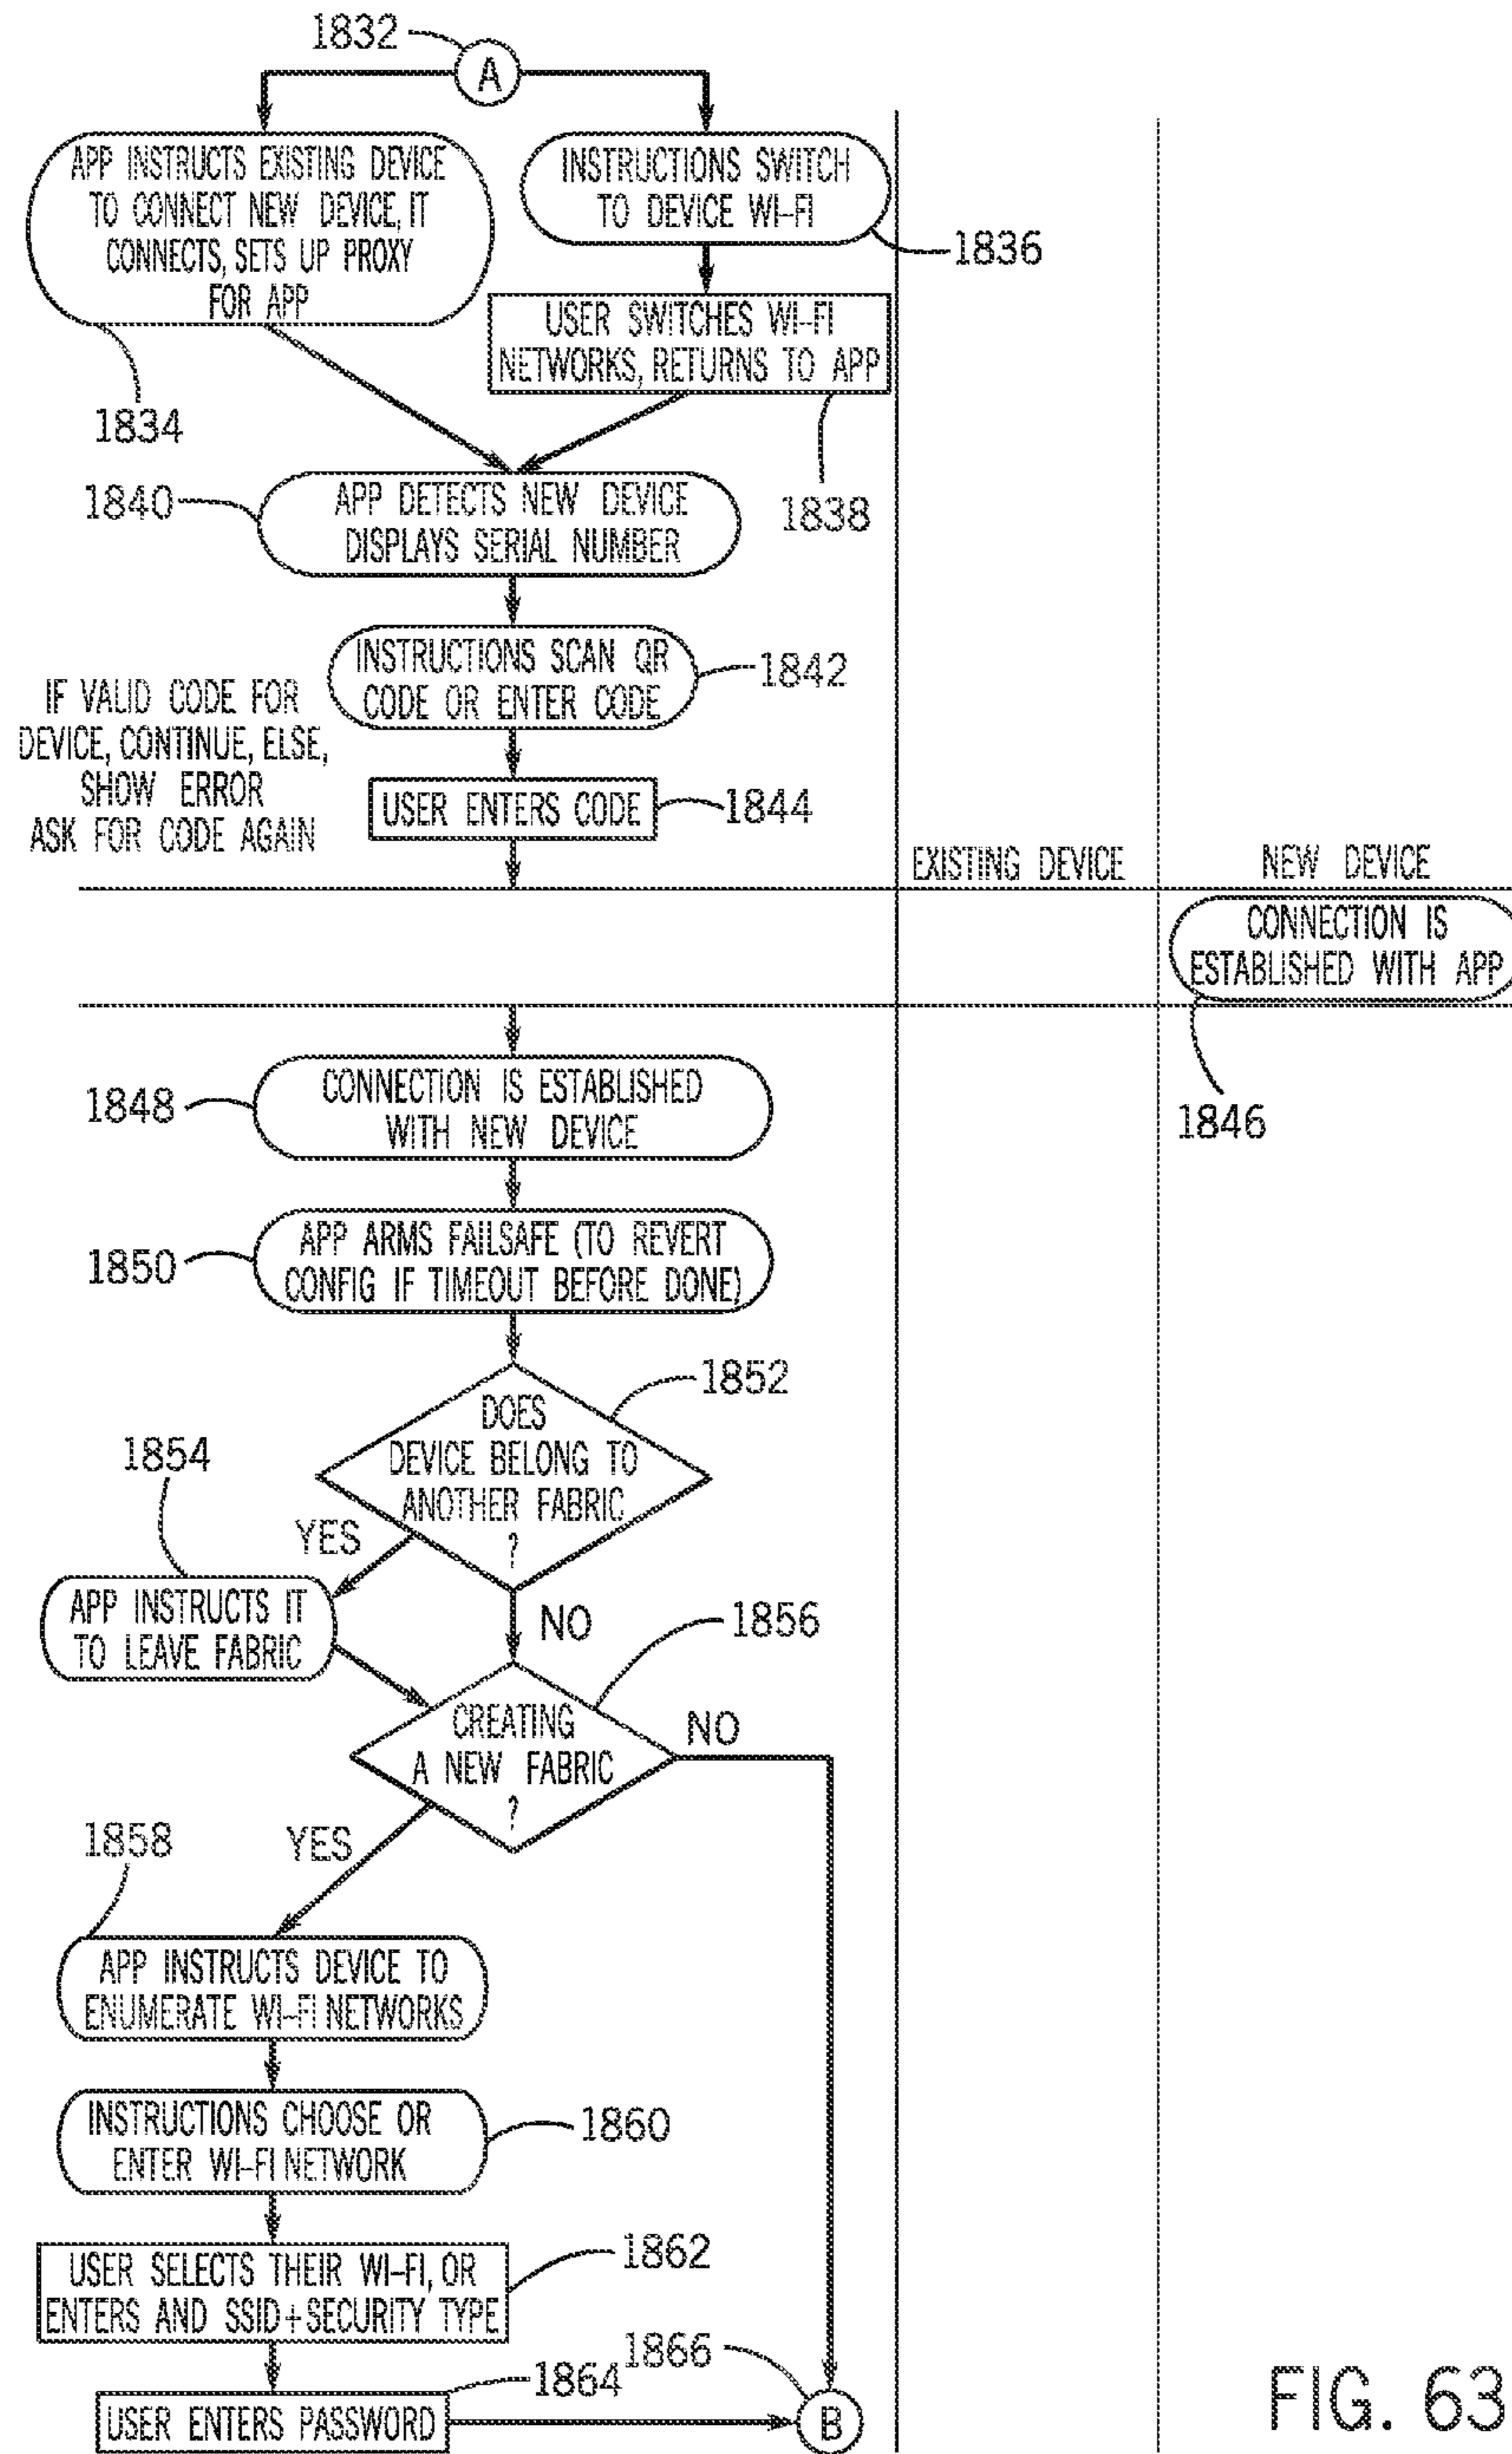 1832
A
APP INSTRUCTS EXISTING DEVICE
TO CONNECT NEW DEVICE, IT
CONNECTS, SETS UP PROXY
FOR APP
1834
INSTRUCTIONS SWITCH
TO DEVICE WI-FI
1836
USER SWITCHES WI-FI
NETWORKS, RETURNS TO APP
1838
1840
APP DETECTS NEW DEVICE
DISPLAYS SERIAL NUMBER
INSTRUCTIONS SCAN QR
CODE OR ENTER CODE
1842
IF VALID CODE FOR
DEVICE, CONTINUE, ELSE,
SHOW ERROR
ASK FOR CODE AGAIN
USER ENTERS CODE
1844
EXISTING DEVICE
NEW DEVICE
CONNECTION IS
ESTABLISHED WITH APP
1846
1848
CONNECTION IS ESTABLISHED
WITH NEW DEVICE
1850
APP ARMS FAILSAFE (TO REVERT
CONFIG IF TIMEOUT BEFORE DONE)
1852
DOES
DEVICE BELONG TO
ANOTHER FABRIC
?
1854
YES
APP INSTRUCTS IT
TO LEAVE FABRIC
NO
1856
CREATING
A NEW FABRIC
?
NO
YES
1858
APP INSTRUCTS DEVICE TO
ENUMERATE WI-FI NETWORKS
INSTRUCTIONS CHOOSE OR
ENTER WI-FI NETWORK
1860
USER SELECTS THEIR WI-FI, OR
ENTERS AND SSID+SECURITY TYPE
1862
USER ENTERS PASSWORD
1864
1866
B
FIG. 63